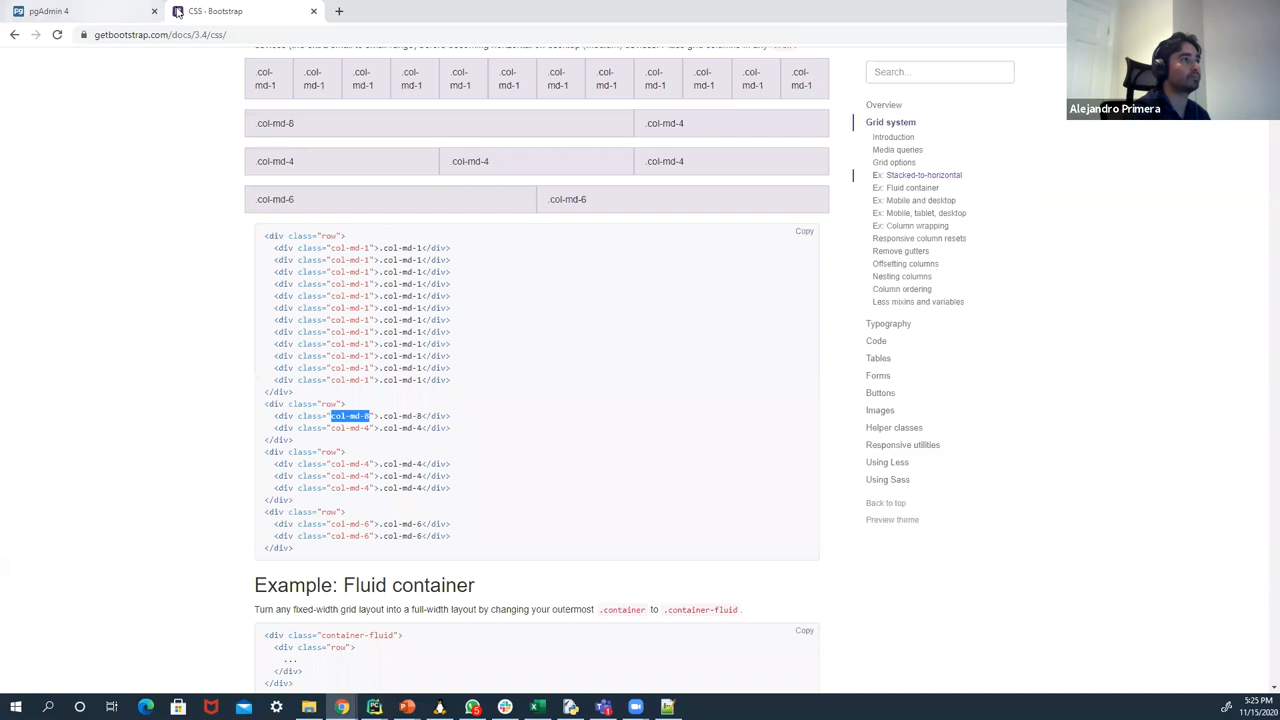 pgAdmin 4
CSS · Bootstrap
getbootstrap.com/docs/3.4/css/
Alejandro Primera
.col-md-1 .col-md-1 .col-md-1 .col-md-1 .col-md-1 .col-md-1 .col-md-1 .col-md-1 .col-md-1 .col-md-1 .col-md-1 .col-md-1
.col-md-8 .col-md-4
.col-md-4 .col-md-4 .col-md-4
.col-md-6 .col-md-6
Copy
<div class="row">
<div class="col-md-1">.col-md-1</div>
<div class="col-md-1">.col-md-1</div>
<div class="col-md-1">.col-md-1</div>
<div class="col-md-1">.col-md-1</div>
<div class="col-md-1">.col-md-1</div>
<div class="col-md-1">.col-md-1</div>
<div class="col-md-1">.col-md-1</div>
<div class="col-md-1">.col-md-1</div>
<div class="col-md-1">.col-md-1</div>
<div class="col-md-1">.col-md-1</div>
<div class="col-md-1">.col-md-1</div>
<div class="col-md-1">.col-md-1</div>
</div>
<div class="row">
<div class="col-md-8">.col-md-8</div>
<div class="col-md-4">.col-md-4</div>
</div>
<div class="row">
<div class="col-md-4">.col-md-4</div>
<div class="col-md-4">.col-md-4</div>
<div class="col-md-4">.col-md-4</div>
</div>
<div class="row">
<div class="col-md-6">.col-md-6</div>
<div class="col-md-6">.col-md-6</div>
</div>
Example: Fluid container
Turn any fixed-width grid layout into a full-width layout by changing your outermost .container to .container-fluid.
Copy
<div class="container-fluid">
<div class="row">
...
</div>
</div>
Search...
Overview
Grid system
Introduction
Media queries
Grid options
Ex: Stacked-to-horizontal
Ex: Fluid container
Ex: Mobile and desktop
Ex: Mobile, tablet, desktop
Ex: Column wrapping
Responsive column resets
Remove gutters
Offsetting columns
Nesting columns
Column ordering
Less mixins and variables
Typography
Code
Tables
Forms
Buttons
Images
Helper classes
Responsive utilities
Using Less
Using Sass
Back to top
Preview theme
5:25 PM
11/15/2020